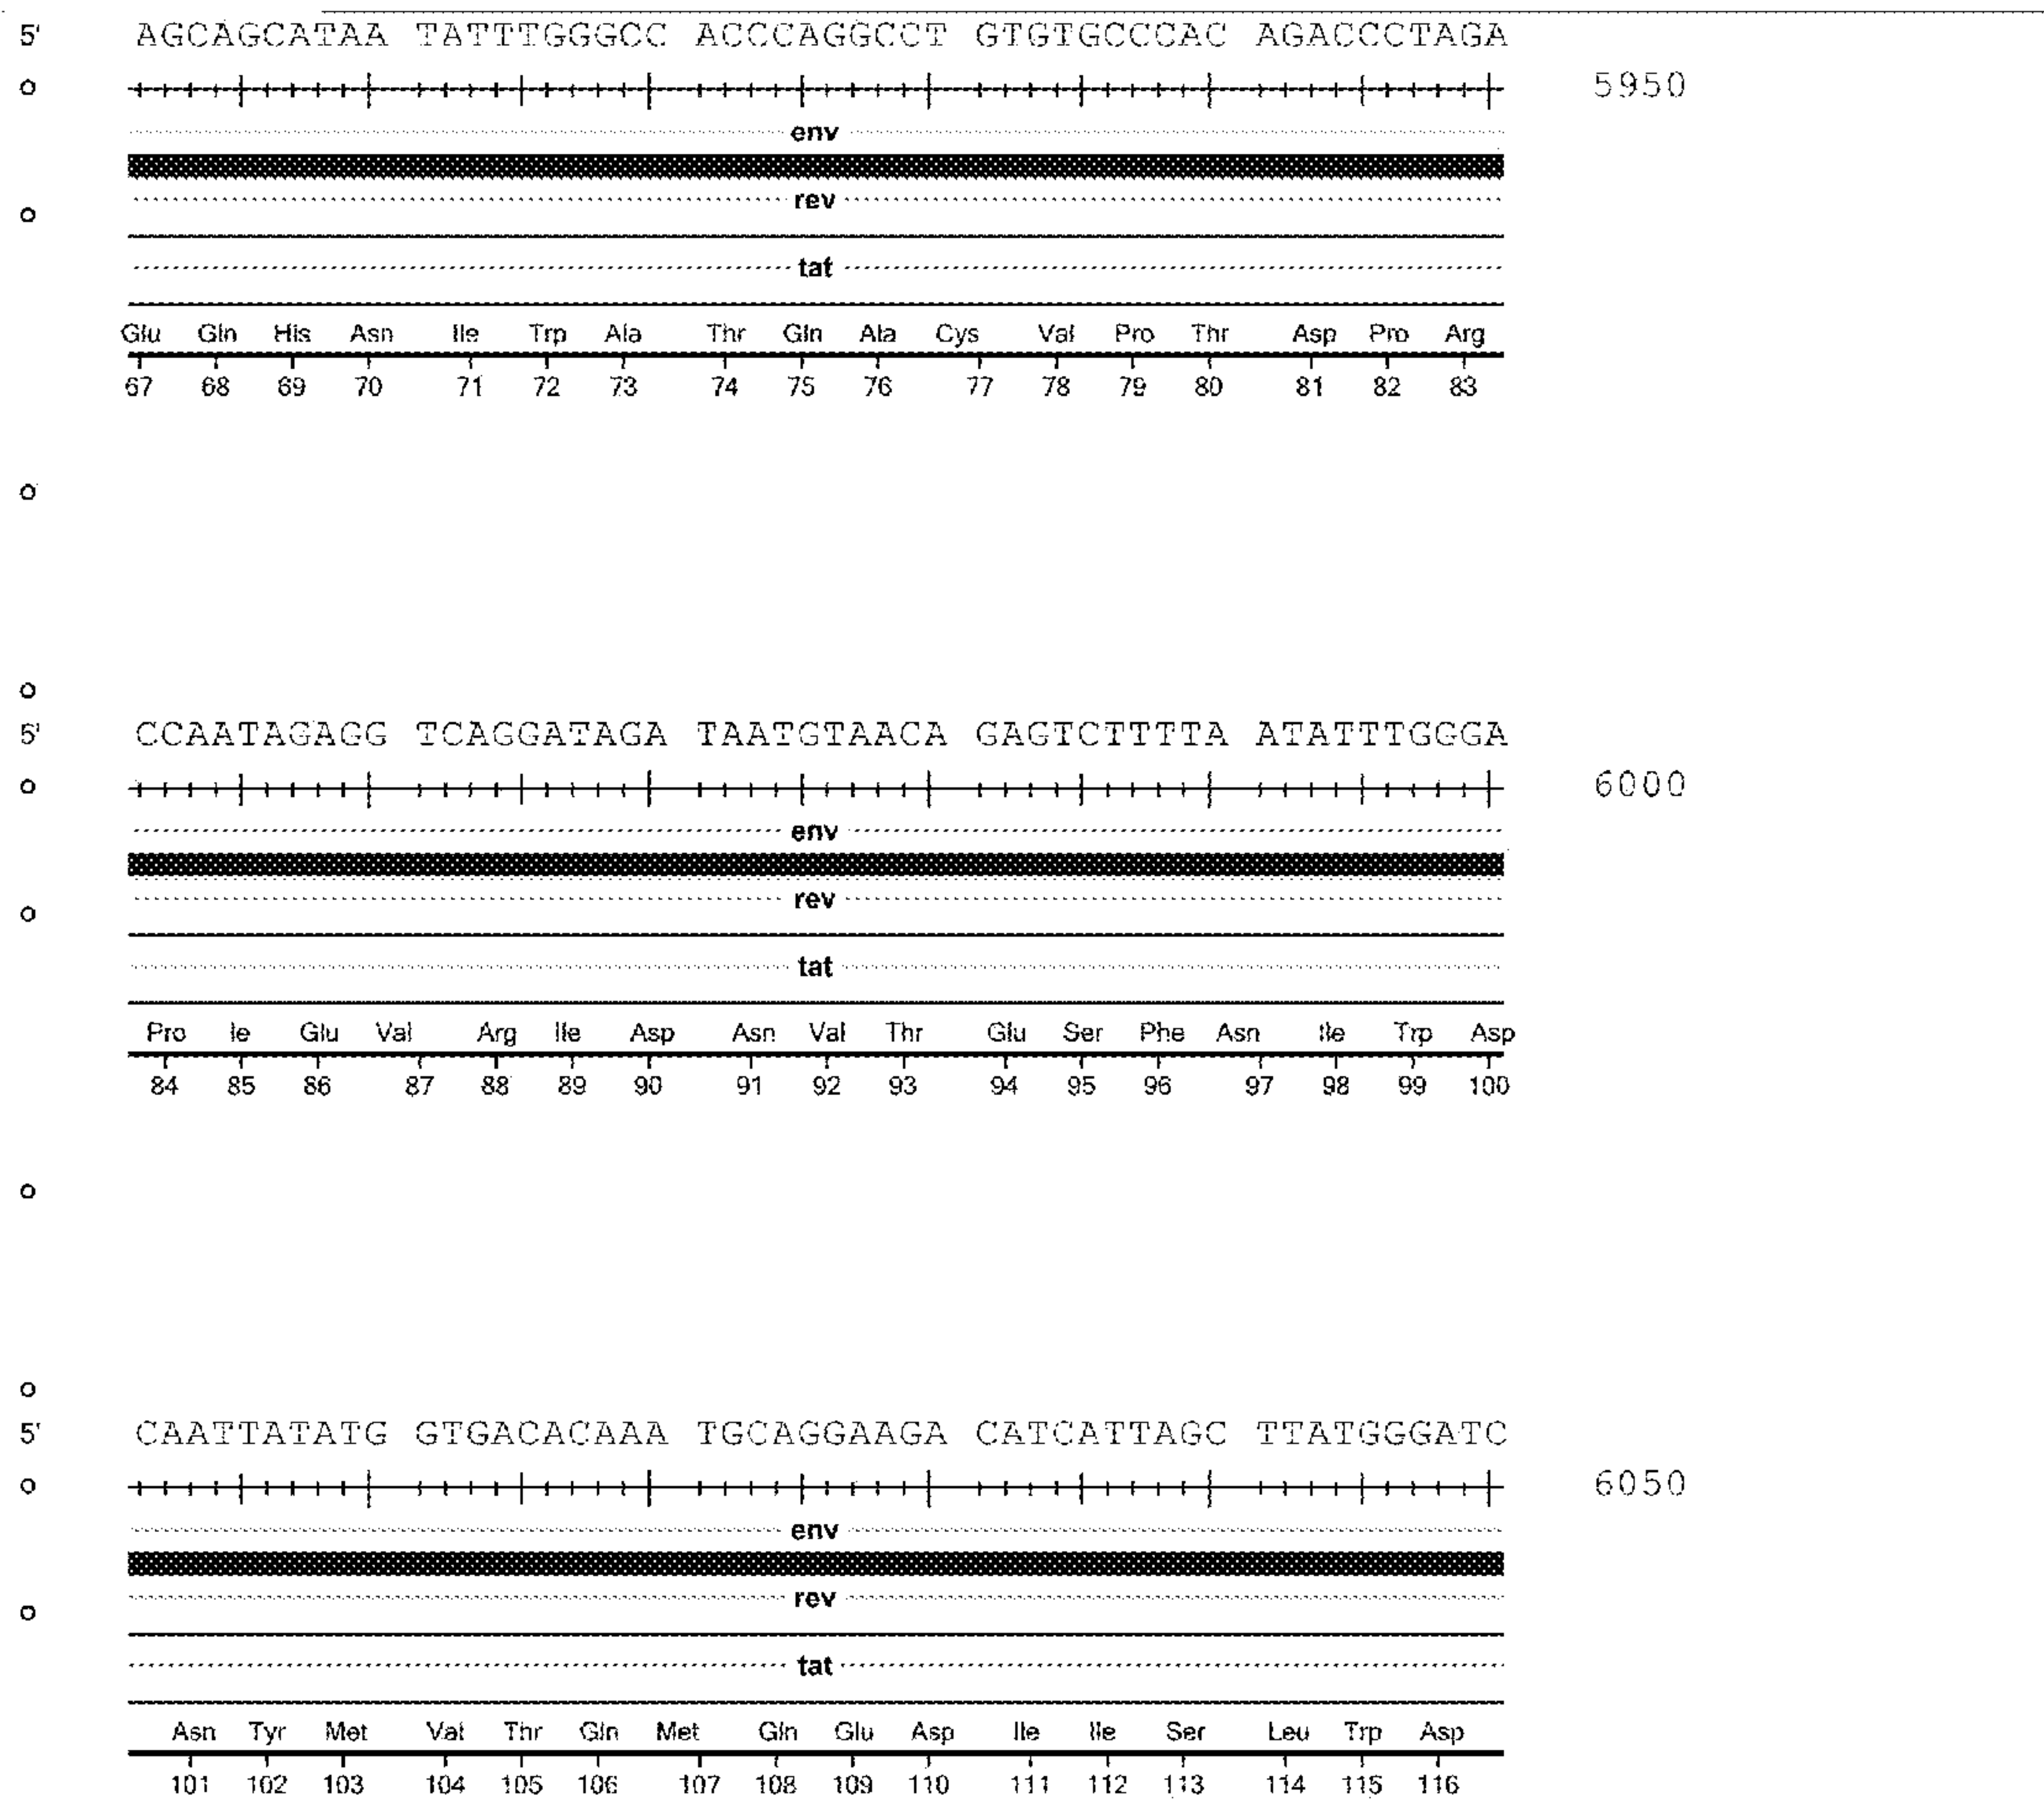 5' AGCAGCATAA TATTTGGGCC ACCCAGGCCT GTGTGCCCAC AGACCCTAGA
5950
env
rev
tat
Glu Gln His Asn Ile Trp Ala Thr Gln Ala Cys Val Pro Thr Asp Pro Arg
67 68 69 70 71 72 73 74 75 76 77 78 79 80 81 82 83
5' CCAATAGAGG TCAGGATAGA TAATGTAACA GAGTCTTTTA ATATTTGGGA
6000
env
rev
tat
Pro Ie Glu Val Arg Ile Asp Asn Val Thr Glu Ser Phe Asn Ile Trp Asp
84 85 86 87 88 89 90 91 92 93 94 95 96 97 98 99 100
5' CAATTATATG GTGACACAAA TGCAGGAAGA CATCATTAGC TTATGGGATC
6050
env
rev
tat
Asn Tyr Met Val Thr Gln Met Gln Glu Asp Ile Ile Ser Leu Trp Asp
101 102 103 104 105 106 107 108 109 110 111 112 113 114 115 116